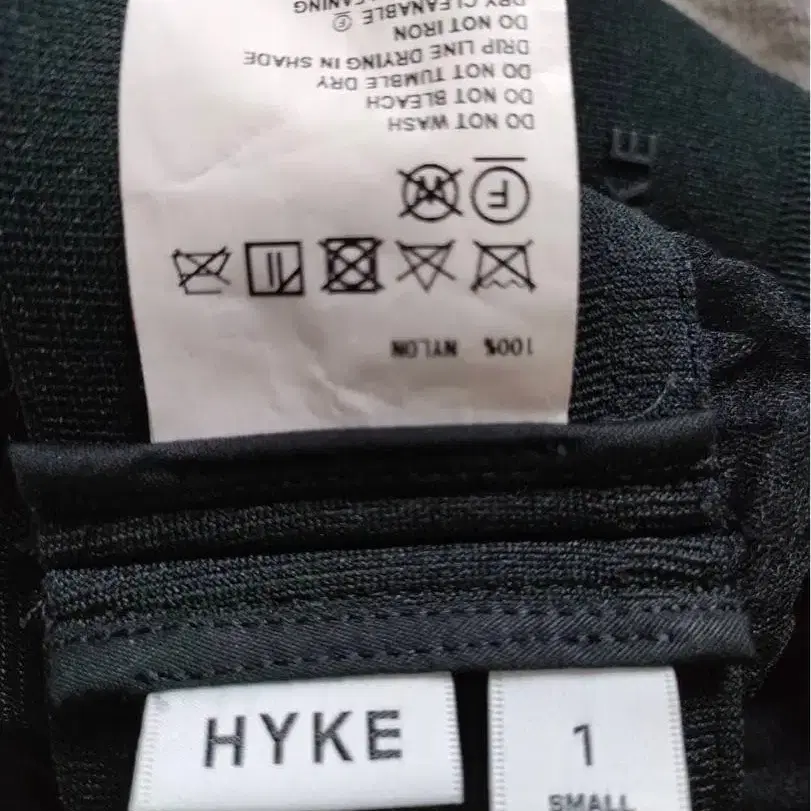 100% NYLON
F W
DO NOT WASH
DO NOT BLEACH
DO NOT TUMBLE DRY
DRIP LINE DRYING IN SHADE
DO NOT IRON
DRY CLEANABLE Ⓕ
KE
HYKE
1
SMALL